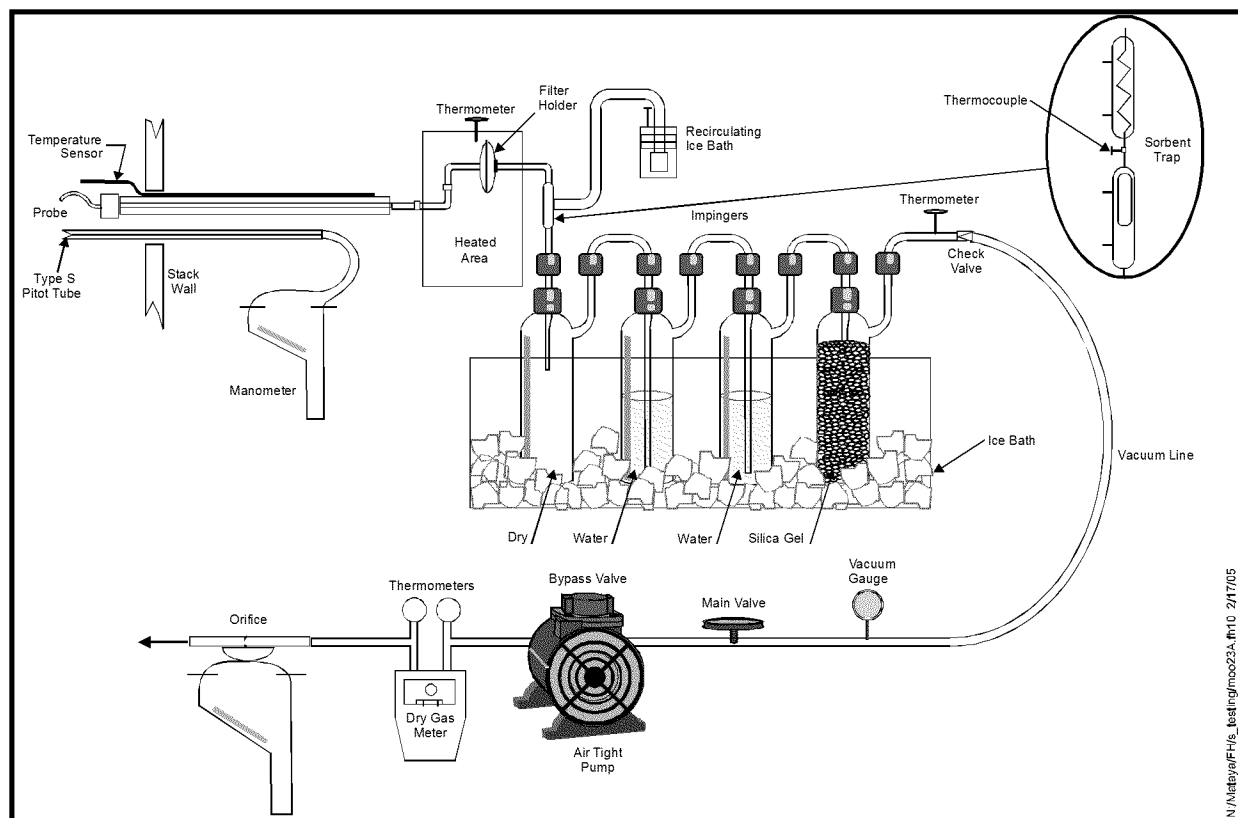 Filter
Holder
Thermometer
Temperature
Sensor
Recirculating
Ice Bath
Thermocouple
Sorbent
Trap
Probe
Impingers
Thermometer
Heated
Area
Check
Valve
Type S
Pitot Tube
Stack
Wall
Manometer
Ice Bath
Vacuum Line
Dry
Water
Water
Silica Gel
Thermometers
Bypass Valve
Main Valve
Vacuum
Gauge
Orifice
Dry Gas
Meter
Air Tight
Pump
N:/Mataya/FH/s_testing/moo23A.fh10 2/17/05